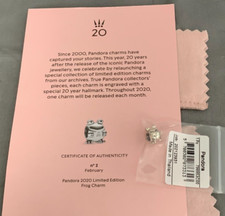 20
Since 2000, Pandora charms have
captured your stories. This year, 20 years
after the release of the iconic Pandora
jewellery, we celebrate by relaunching a
special collection of limited edition charms
from our archives. True Pandora collectors'
pieces, each charm is engraved with a
special 20 year hallmark. Throughout 2020,
one charm will be released each month.
CERTIFICATE OF AUTHENTICITY
February
Pandora 2020 Limited Edition
Frog Charm
Pandora
Made in Thailand